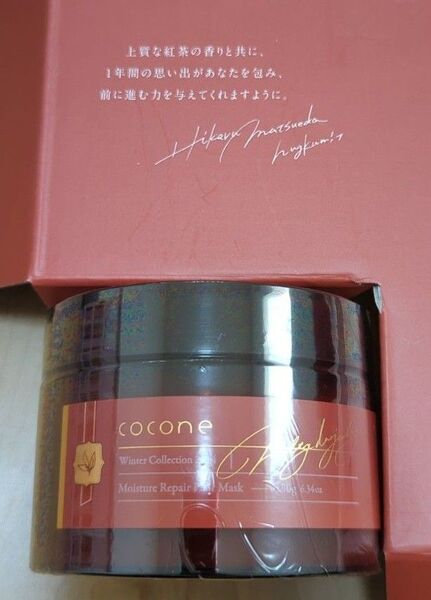 上質な紅茶の香りと共に、
1年間の思い出があなたを包み、
前に進む力を与えてくれますように。
Hikaru Matsueda
hugkumi+
cocone
Winter Collection
Moisture Repair Mask
6.34oz